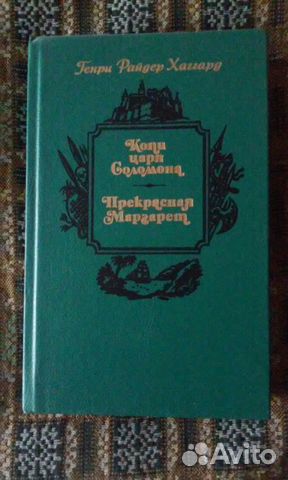 Генри Райдер Хаггард
Копи
царя
Соломона
Прекрасная
Маргарет
Avito